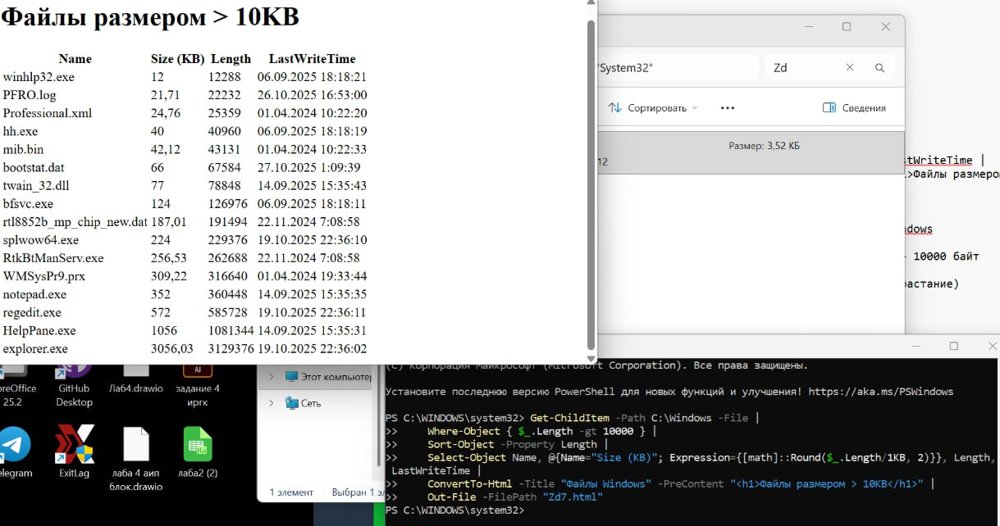 Файлы размером > 10KB
Name Size (KB) Length LastWriteTime
winhlp32.exe 12 12288 06.09.2025 18:18:21
PFRO.log 21,71 22232 26.10.2025 16:53:00
Professional.xml 24,76 25359 01.04.2024 10:22:20
hh.exe 40 40960 06.09.2025 18:18:19
mib.bin 42,12 43131 01.04.2024 10:22:33
bootstat.dat 66 67584 27.10.2025 1:09:39
twain_32.dll 77 78848 14.09.2025 15:35:43
bfsvc.exe 124 126976 06.09.2025 18:18:11
rtl8852b_mp_chip_new.dat 187,01 191494 22.11.2024 7:08:58
splwow64.exe 224 229376 19.10.2025 22:36:10
RtkBtManServ.exe 256,53 262688 22.11.2024 7:08:58
WMSysPr9.prx 309,22 316640 01.04.2024 19:33:44
notepad.exe 352 360448 14.09.2025 15:35:35
regedit.exe 572 585728 19.10.2025 22:36:11
HelpPane.exe 1056 1081344 14.09.2025 15:35:31
explorer.exe 3056,03 3129376 19.10.2025 22:36:02
"System32"
Zd
Сортировать
Сведения
Размер: 3,52 КБ
12
stWriteTime |
>Файлы размеро
ndows
10000 байт
растание)
reOffice
25.2
GitHub
Desktop
Ла64.drawio
AI
задание 4
иргк
elegram
ExitLag
лаба 4 аип
блок.drawio
лаба2 (2)
Этот компьютер
Сеть
1 элемент
Выбран 1 эл
(C) Корпорация Майкрософт (Microsoft Corporation). Все права защищены.
Установите последнюю версию PowerShell для новых функций и улучшения! https://aka.ms/PSWindows
PS C:\WINDOWS\system32> Get-ChildItem -Path C:\Windows -File |
>> Where-Object { $_.Length -gt 10000 } |
>> Sort-Object -Property Length |
>> Select-Object Name, @{Name="Size (KB)"; Expression={[math]::Round($_.Length/1KB, 2)}}, Length,
LastWriteTime |
>> ConvertTo-Html -Title "Файлы Windows" -PreContent "<h1>Файлы размером > 10KB</h1>" |
>> Out-File -FilePath "Zd7.html"
PS C:\WINDOWS\system32>